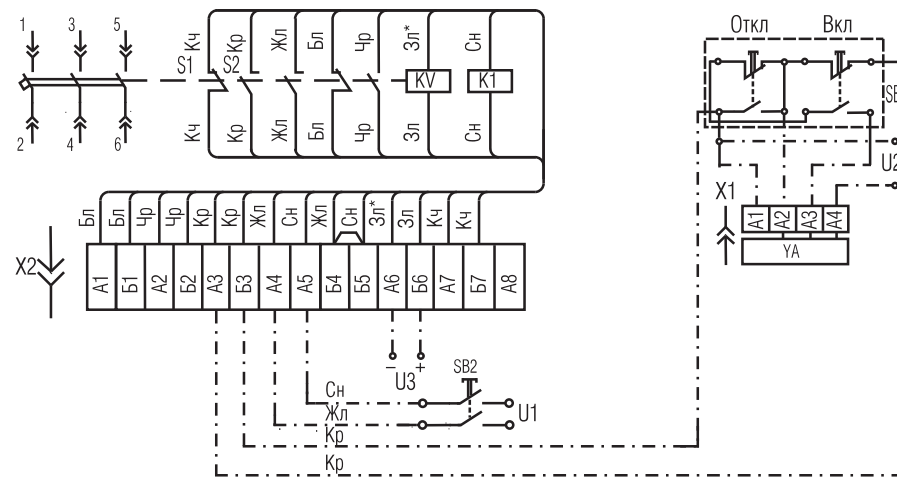 1 3 5
2 4 6
S1 S2
Кч Кр Жл Бл Чр Зл* Сн
KV K1
Кч Кр Жл Бл Чр Зл Сн
Откл Вкл
SB
U2
X1
A1 A2 A3 A4
YA
Бл Бл Чр Чр Кр Кр Жл Сн Жл Сн Зл* Зл Кч Кч
X2
А1 Б1 А2 Б2 А3 Б3 А4 А5 Б4 Б5 А6 Б6 А7 Б7 А8
− +
U3
SB2
U1
Сн
Жл
Кр
Кр